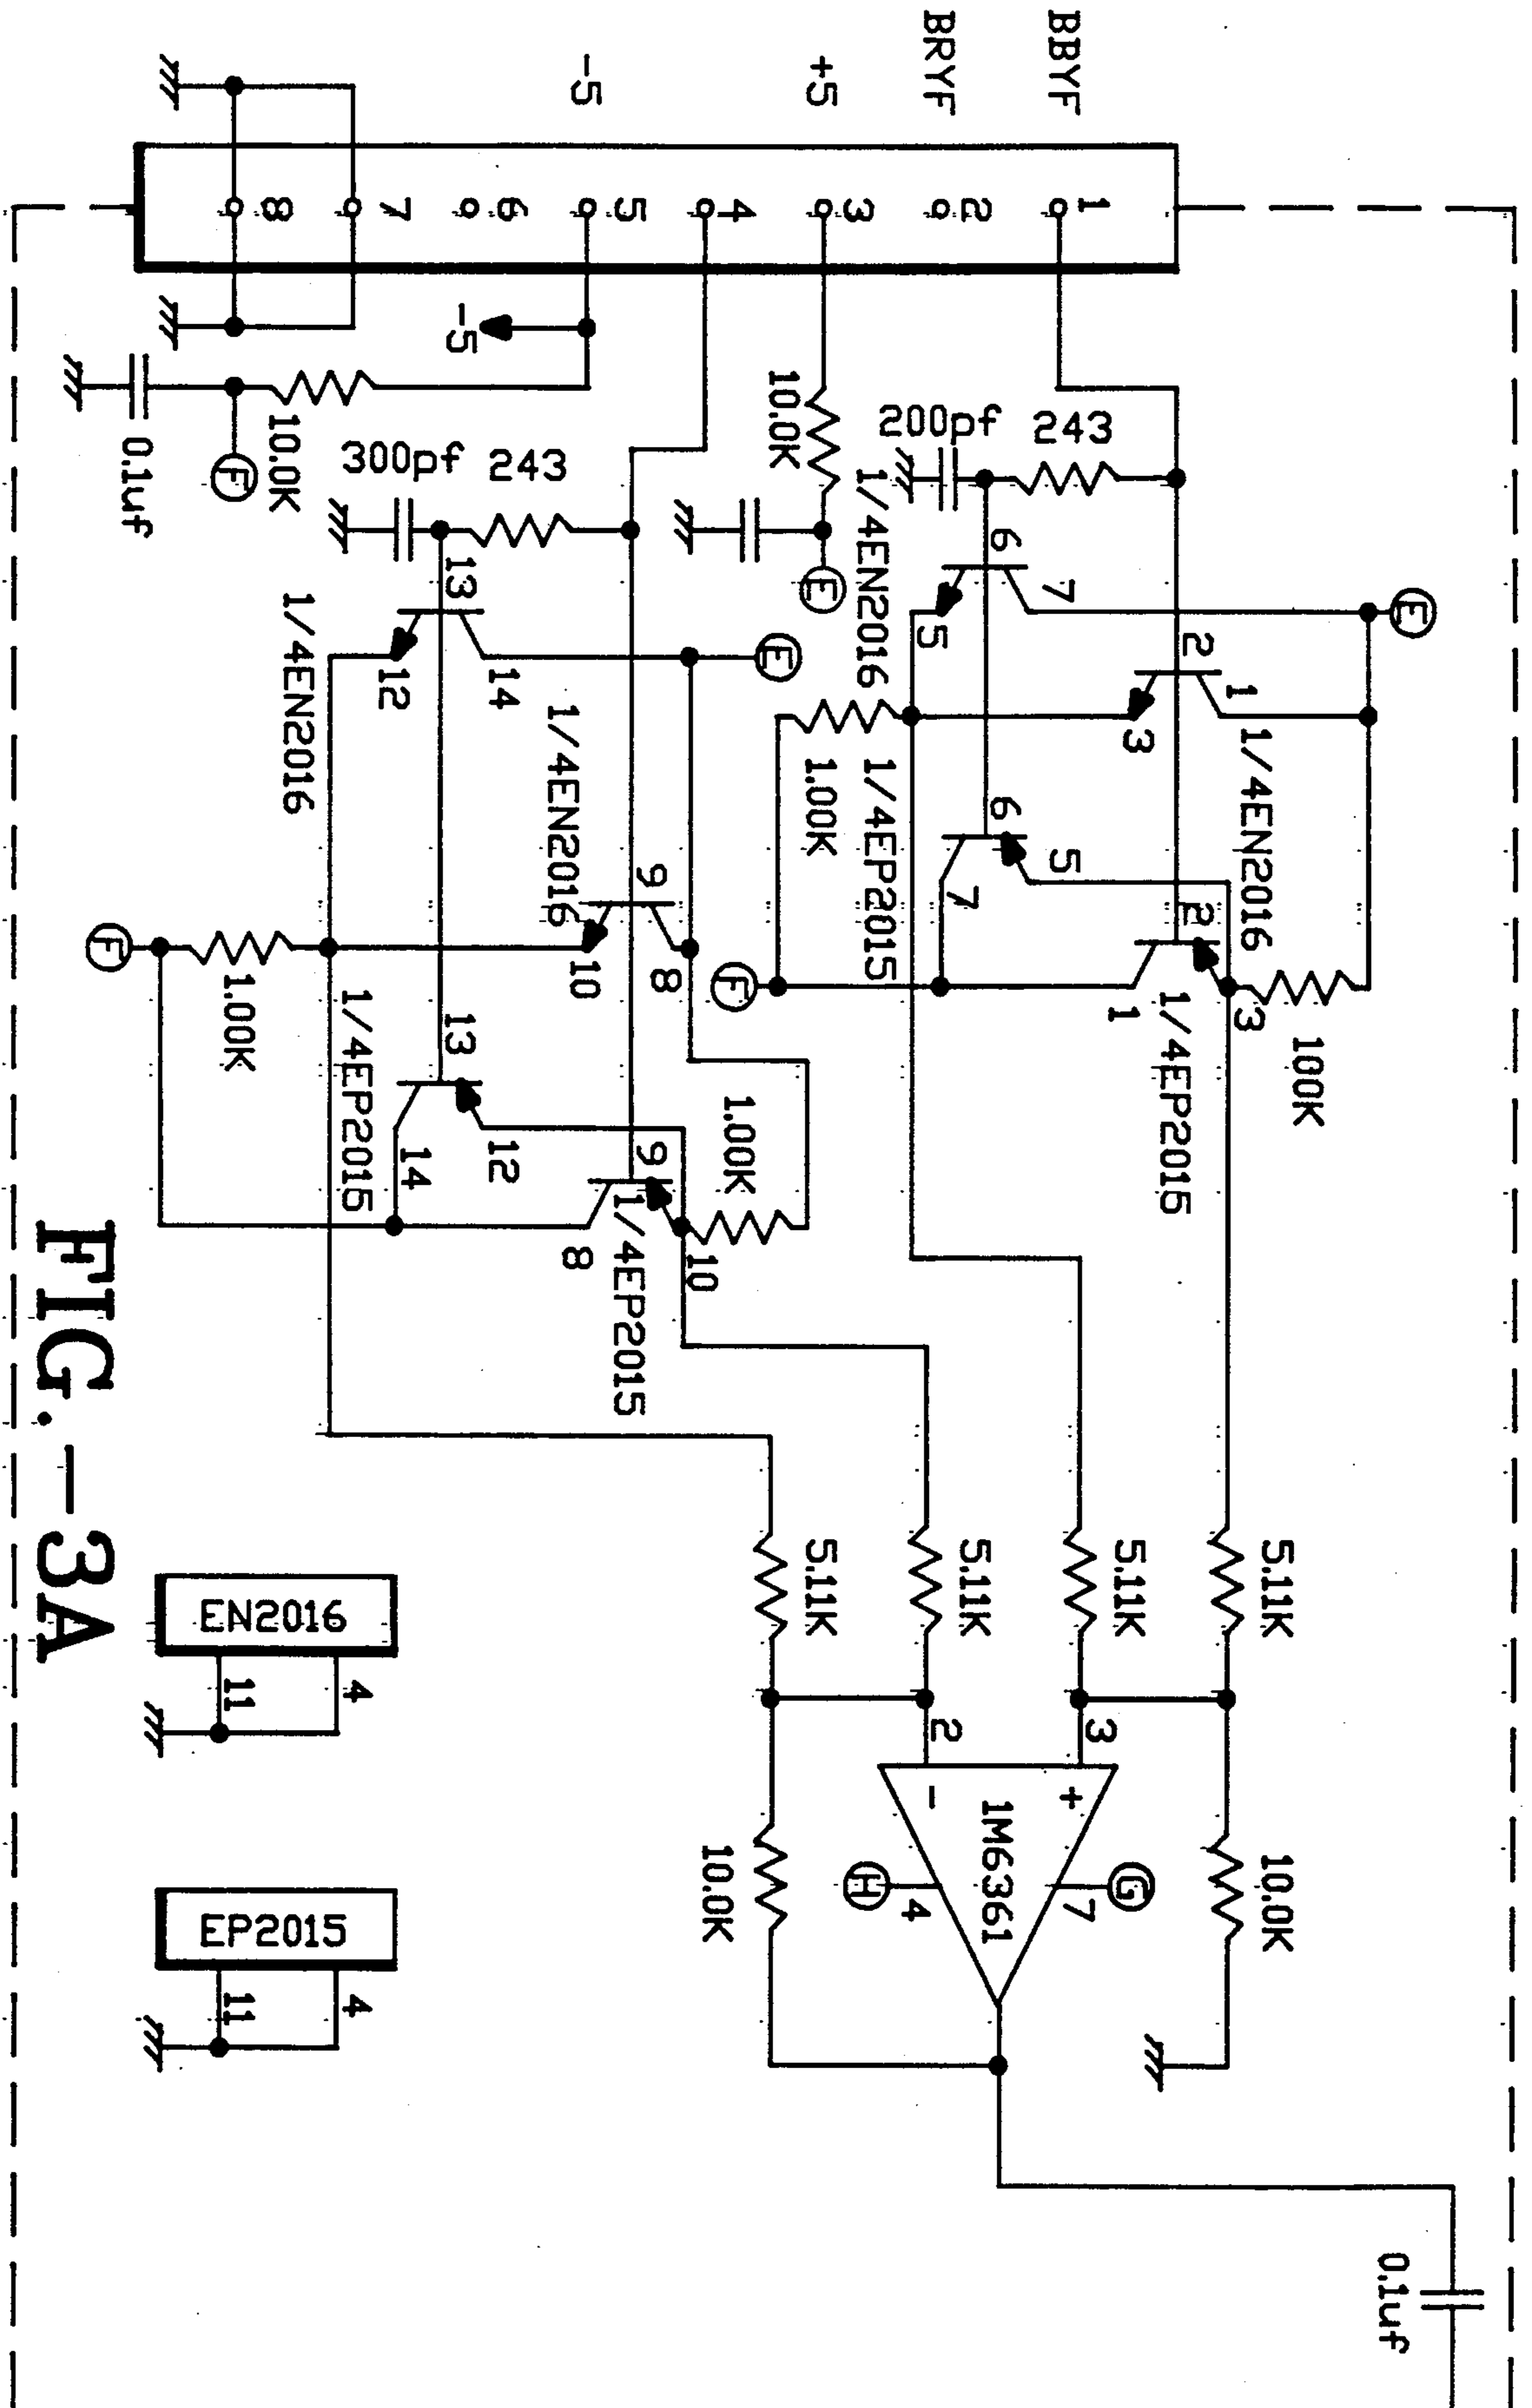 BBYF
BRYF
+5
-5
1
2
3
4
5
6
7
8
-5
10.0K
F
0.1uf
10.0K
E
200pf
243
300pf
243
E
6
7
5
1/4EN2016
2
1
3
1/4EN2016
1.00K
6
5
7
1/4EP2015
2
3
1
1/4EP2015
100K
F
E
13
14
12
1/4EN2016
9
8
10
1/4EN2016
F
1.00K
13
12
14
1/4EP2015
9
10
8
1/4EP2015
1.00K
5.11K
5.11K
5.11K
5.11K
3
2
+
-
1M6361
G
7
H
4
10.0K
10.0K
0.1uf
EN2016
4
11
EP2015
4
11
FIG.-3A